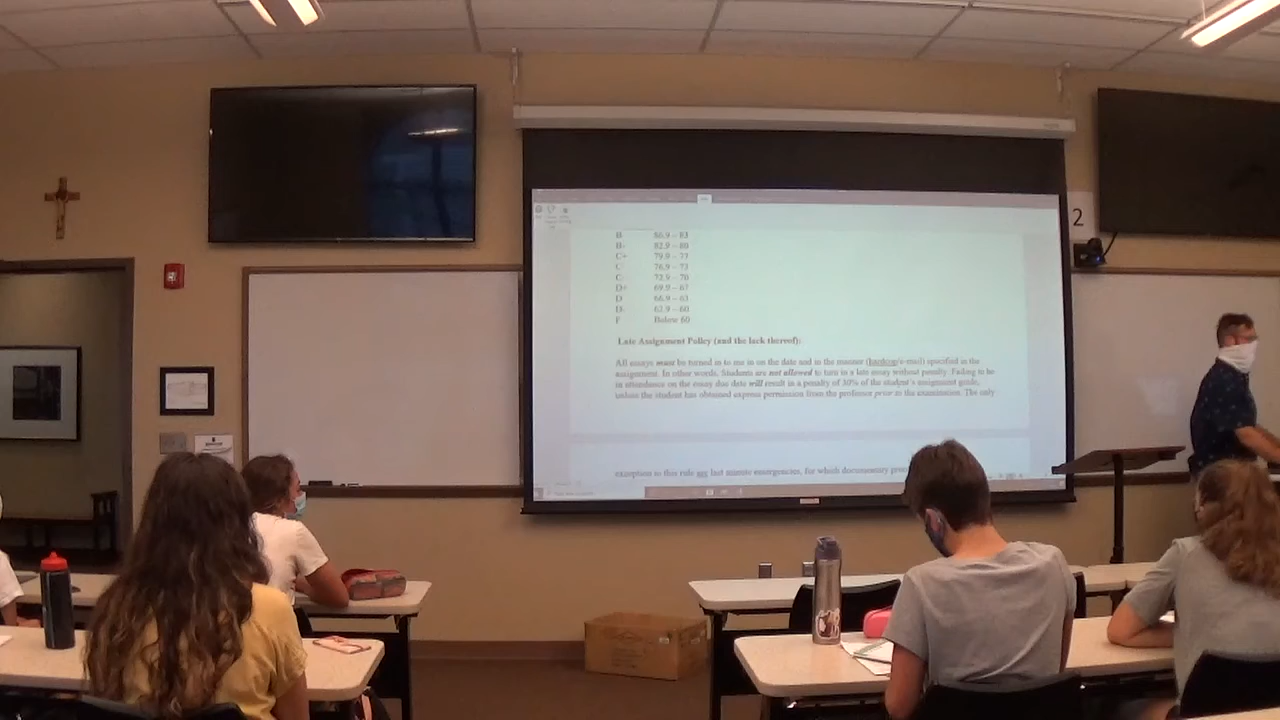 B 86.9 – 83
B- 82.9 – 80
C+ 79.9 – 77
C 76.9 – 73
C- 72.9 – 70
D+ 69.9 – 67
D 66.9 – 63
D- 62.9 – 60
F Below 60
Late Assignment Policy (and the lack thereof):
All essays must be turned in to me in on the date and in the manner (hardcopy/e-mail) specified in the
assignment. In other words, Students are not allowed to turn in a late essay without penalty. Failing to be
in attendance on the essay due date will result in a penalty of 30% of the student's assignment grade,
unless the student has obtained express permission from the professor prior to the examination. The only
exception to this rule are last minute emergencies, for which documentary
2